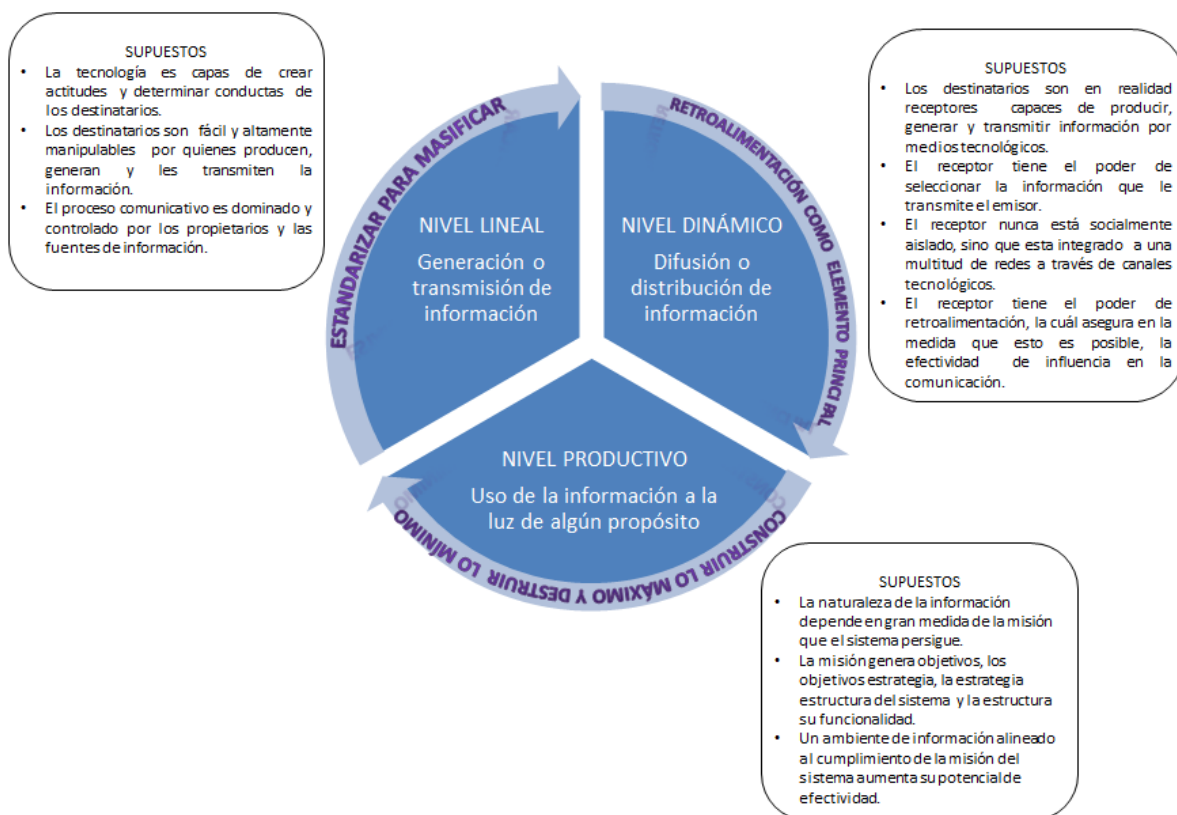 SUPUESTOS
• La tecnología es capas de crear
actitudes y determinar conductas de
los destinatarios.
• Los destinatarios son fácil y altamente
manipulables por quienes producen,
generan y les transmiten la
información.
• El proceso comunicativo es dominado y
controlado por los propietarios y las
fuentes de información.
ESTANDARIZAR PARA MASIFICAR
NIVEL LINEAL
Generación o
transmisión de
información
RETROALIMENTACIÓN COMO ELEMENTO PRINCIPAL
NIVEL DINÁMICO
Difusión o
distribución de
información
SUPUESTOS
• Los destinatarios son en realidad
receptores capaces de producir,
generar y transmitir información por
medios tecnológicos.
• El receptor tiene el poder de
seleccionar la información que le
transmite el emisor.
• El receptor nunca está socialmente
aislado, sino que esta integrado a una
multitud de redes a través de canales
tecnológicos.
• El receptor tiene el poder de
retroalimentación, la cuál asegura en la
medida que esto es posible, la
efectividad de influencia en la
comunicación.
NIVEL PRODUCTIVO
Uso de la información a la
luz de algún propósito
CONSTRUIR LO MÁXIMO Y DESTRUIR LO MÍNIMO
SUPUESTOS
• La naturaleza de la información
depende en gran medida de la misión
que el sistema persigue.
• La misión genera objetivos, los
objetivos estrategia, la estrategia
estructura del sistema y la estructura
su funcionalidad.
• Un ambiente de información alineado
al cumplimiento de la misión del
sistema aumenta su potencial de
efectividad.